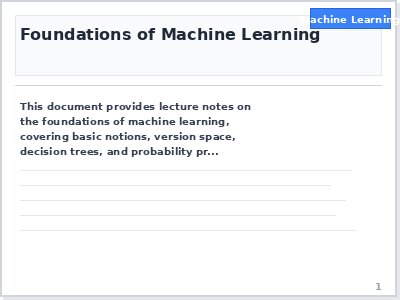 Machine Learning
Foundations of Machine Learning
This document provides lecture notes on
the foundations of machine learning,
covering basic notions, version space,
decision trees, and probability pr...
1